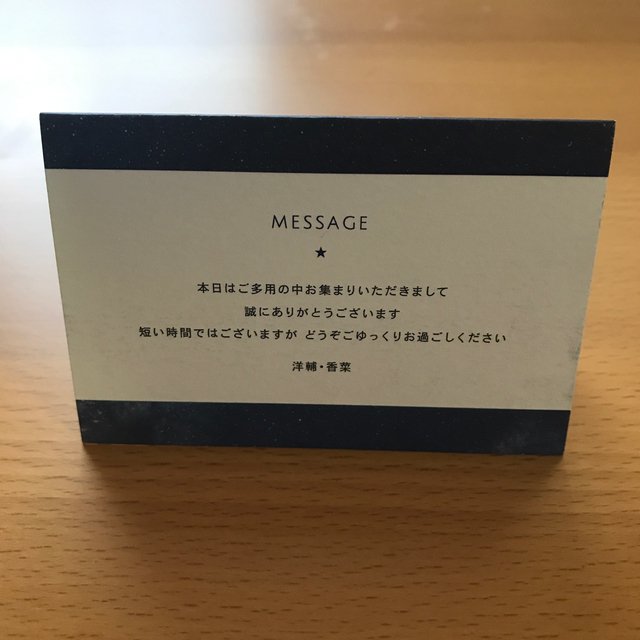 MESSAGE
★
本日はご多用の中お集まりいただきまして
誠にありがとうございます
短い時間ではございますが どうぞごゆっくりお過ごしください
洋輔・香菜